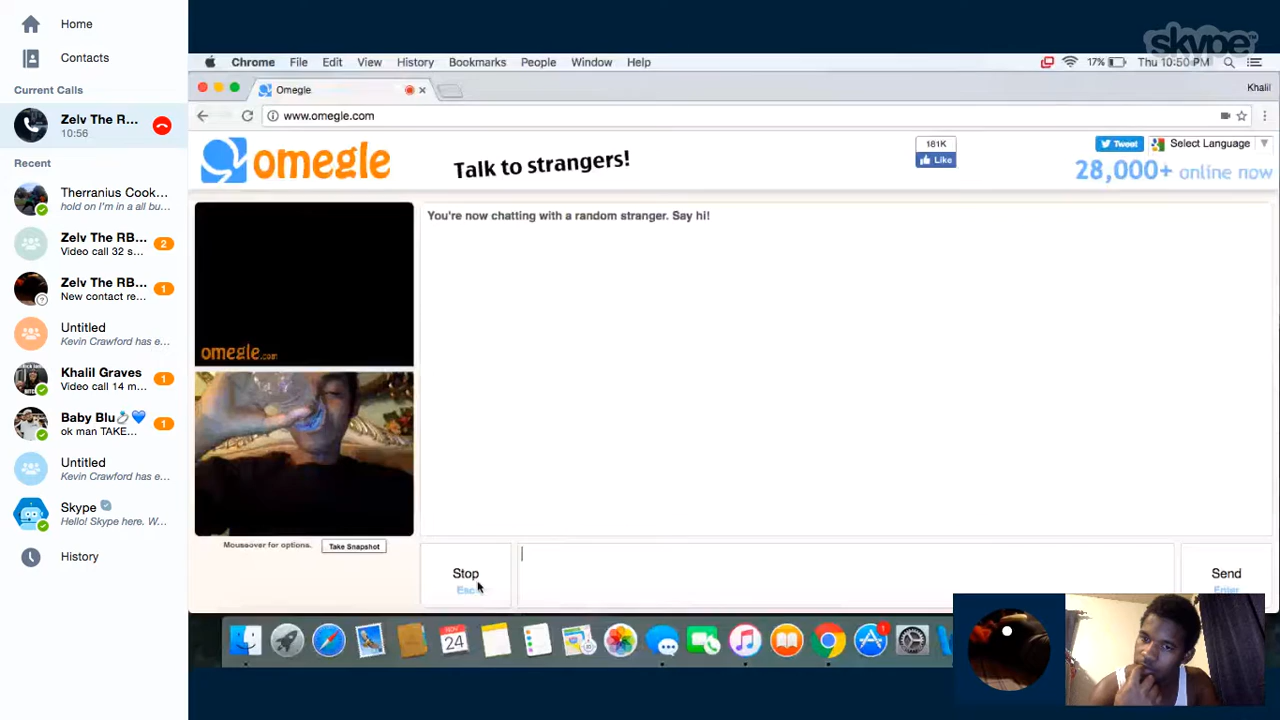 Home
Contacts
Current Calls
Zelv The R...
10:56
Recent
Therranius Cook...
hold on I'm in a all bu...
Zelv The RB...
Video call 32 s...
2
Zelv The RB...
New contact re...
1
Untitled
Kevin Crawford has e...
Khalil Graves
Video call 14 m...
1
Baby Blu
ok man TAKE...
1
Untitled
Kevin Crawford has e...
Skype
Hello! Skype here. W...
History
skype™
Chrome File Edit View History Bookmarks People Window Help
17% Thu 10:50 PM
Omegle
Khalil
www.omegle.com
omegle
Talk to strangers!
181K
Like
Tweet
Select Language
28,000+ online now
You're now chatting with a random stranger. Say hi!
omegle.com
Mouseover for options.
Take Snapshot
Stop
Esc
Send
Enter
NOV
24
1